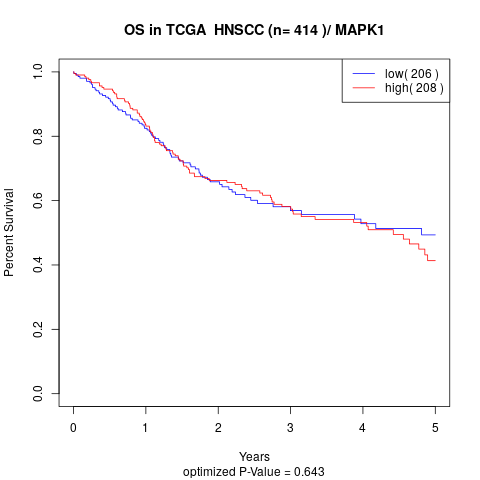 OS in TCGA  HNSCC (n= 414 )/ MAPK1
low( 206 )
high( 208 )
Percent Survival
1.0
0.8
0.6
0.4
0.2
0.0
0 1 2 3 4 5
Years
optimized P-Value = 0.643